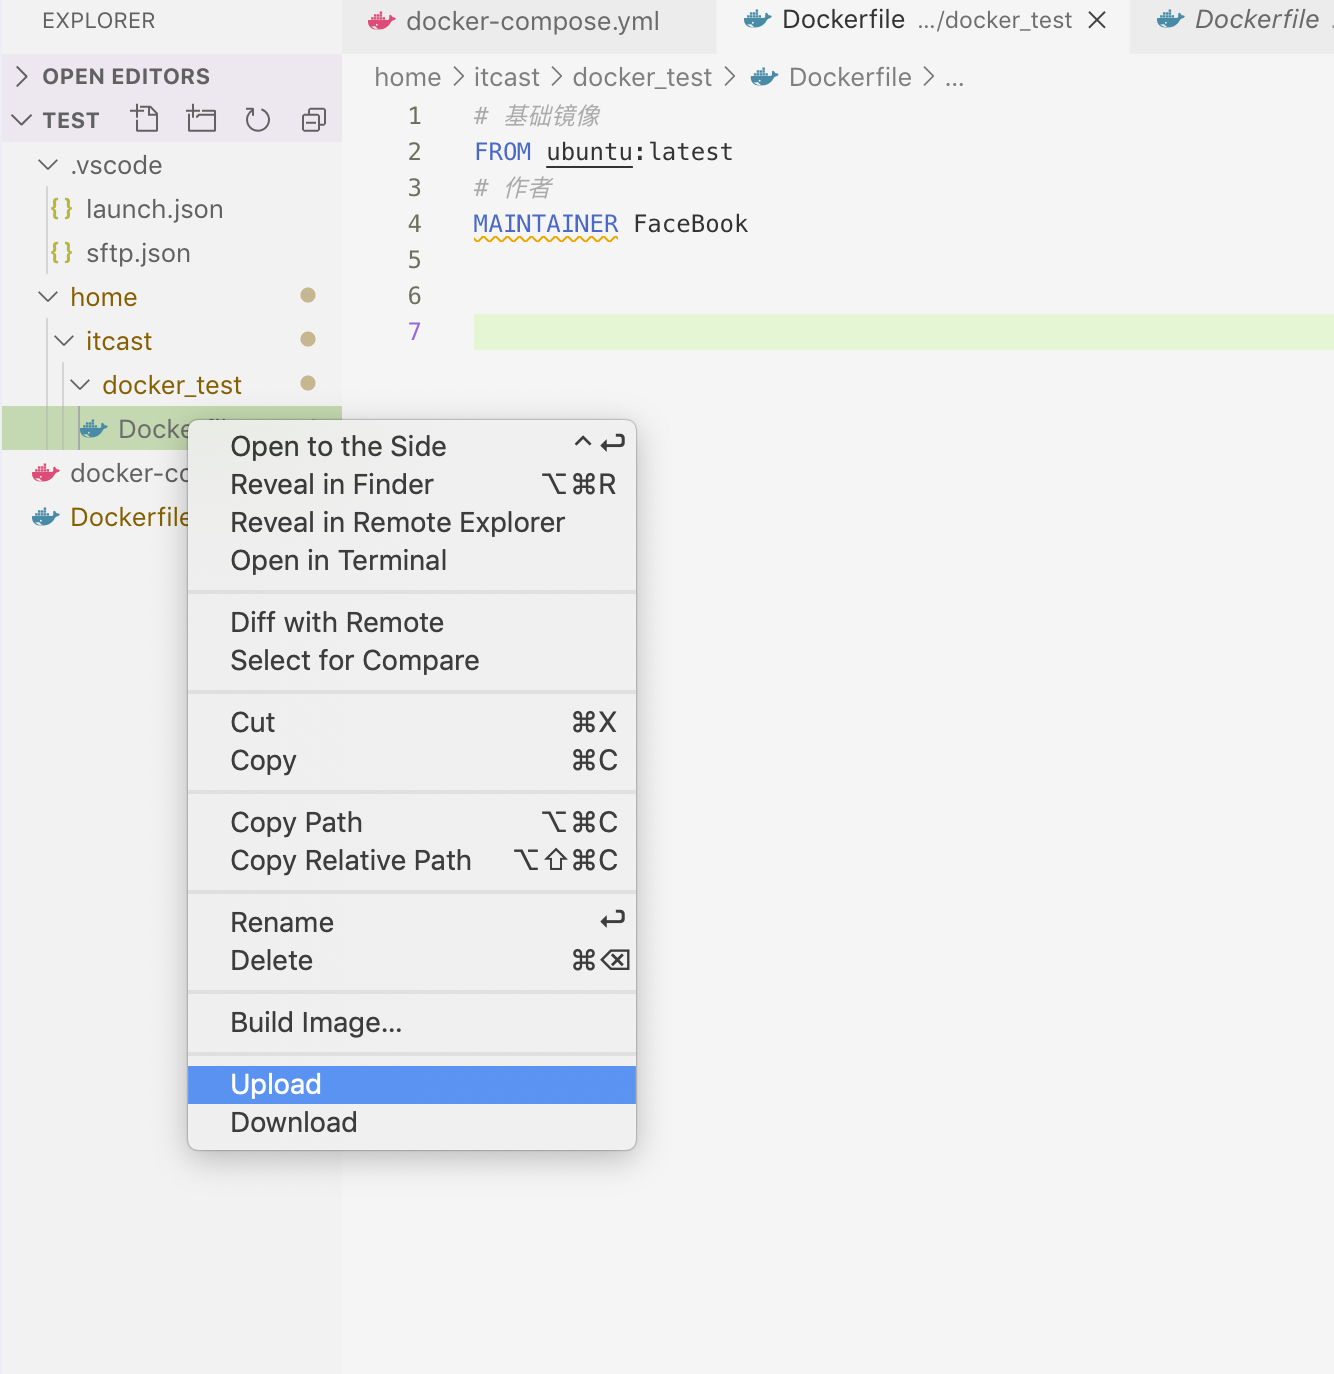 EXPLORER
docker-compose.yml
Dockerfile .../docker_test
Dockerfile
OPEN EDITORS
home itcast docker_test Dockerfile ...
TEST
.vscode
launch.json
sftp.json
home
itcast
docker_test
docker-co
Dockerfile
1 # 基础镜像
2 FROM ubuntu:latest
3 # 作者
4 MAINTAINER FaceBook
5
6
7
Open to the Side ^↩
Reveal in Finder ⌥⌘R
Reveal in Remote Explorer
Open in Terminal
Diff with Remote
Select for Compare
Cut ⌘X
Copy ⌘C
Copy Path ⌥⌘C
Copy Relative Path ⌥⇧⌘C
Rename ↩
Delete ⌘⌫
Build Image...
Upload
Download